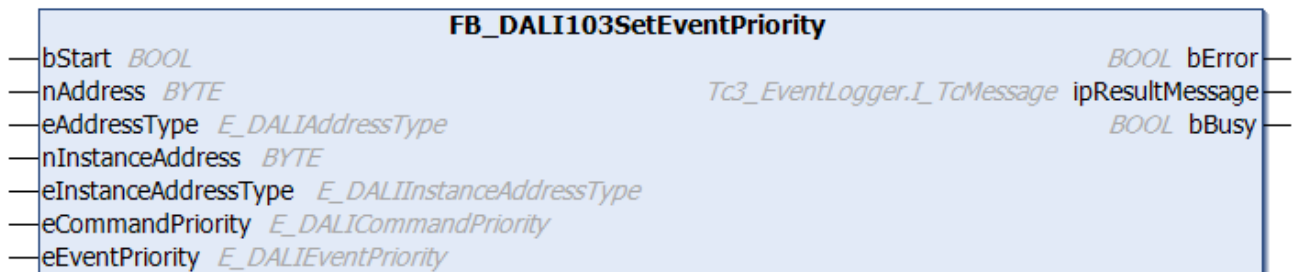 FB_DALI103SetEventPriority
bStart BOOL BOOL bError
nAddress BYTE Tc3_EventLogger.I_TcMessage ipResultMessage
eAddressType E_DALIAddressType BOOL bBusy
nInstanceAddress BYTE
eInstanceAddressType E_DALIInstanceAddressType
eCommandPriority E_DALICommandPriority
eEventPriority E_DALIEventPriority